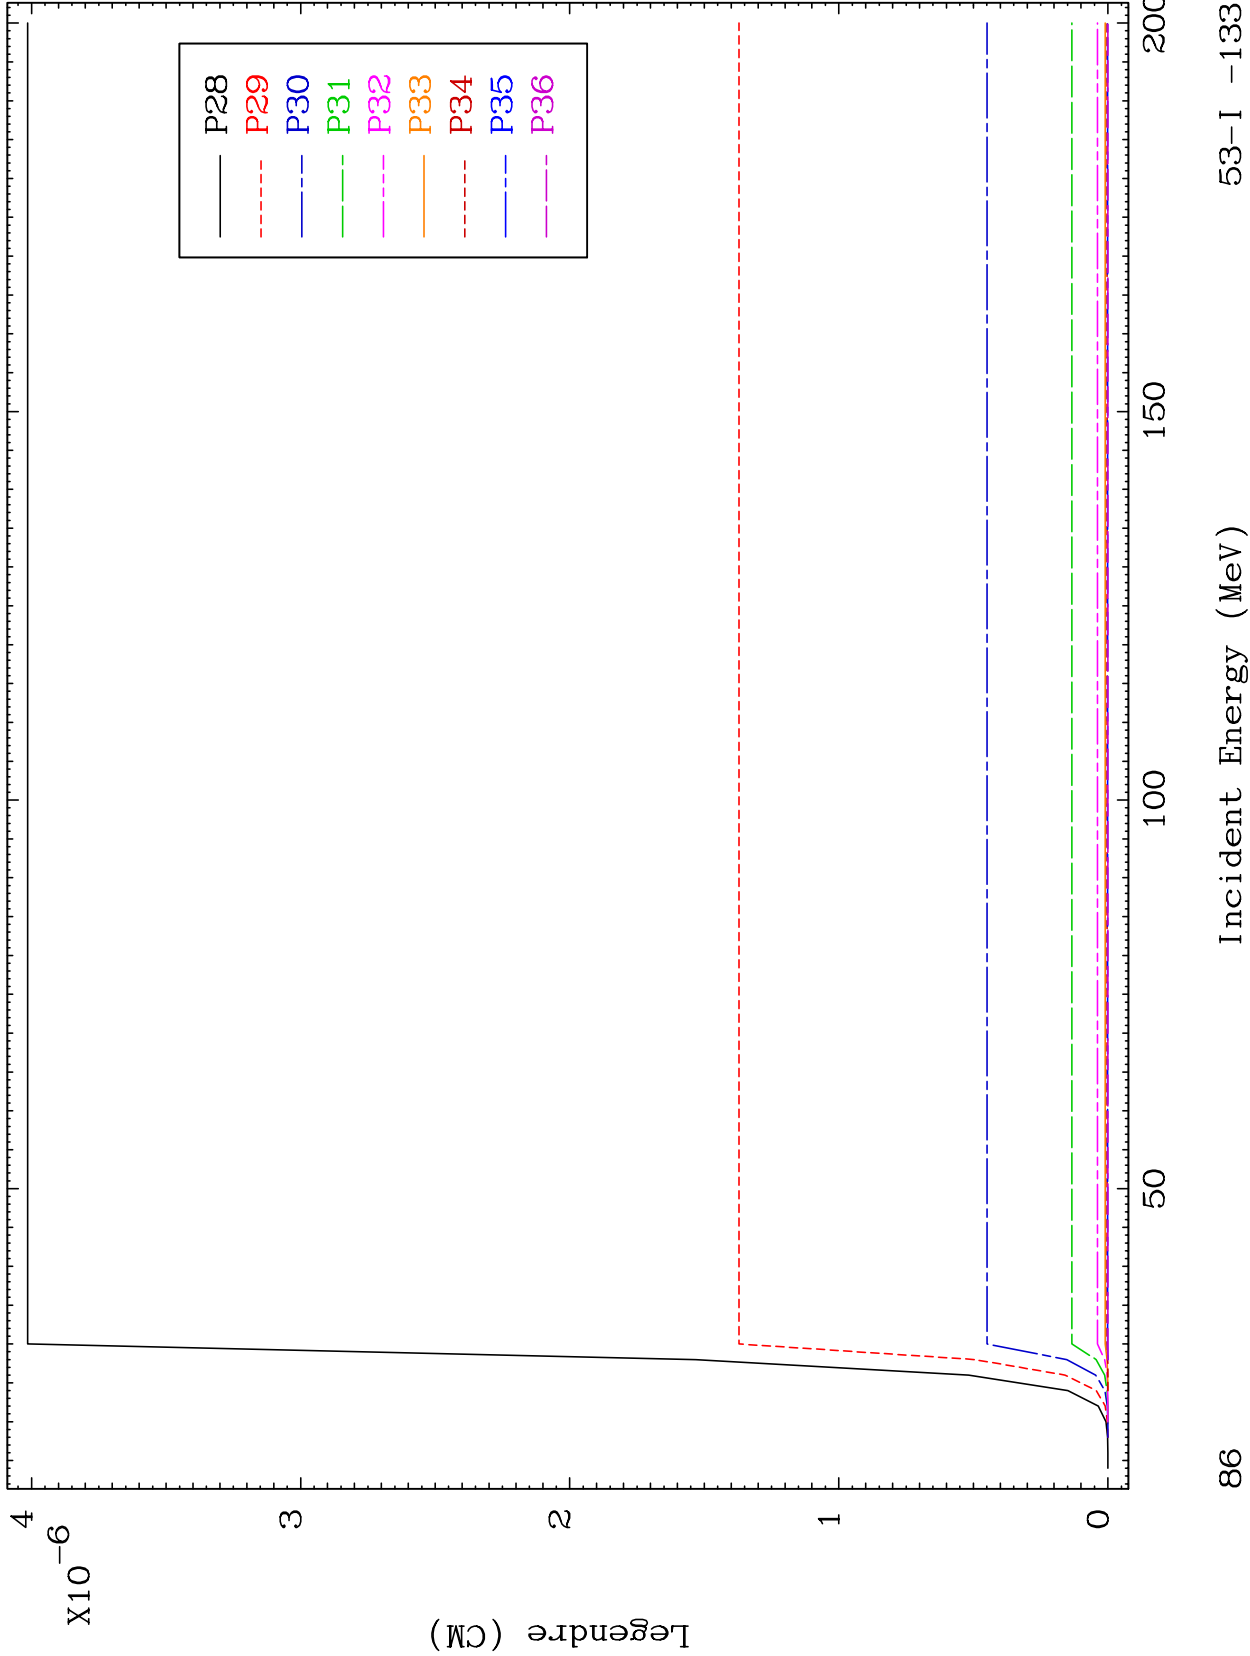 4
3
2
1
0
X10
-6
Legendre (CM)
P28
P29
P30
P31
P32
P33
P34
P35
P36
50
100
150
200
Incident Energy (MeV)
86
53-I -133